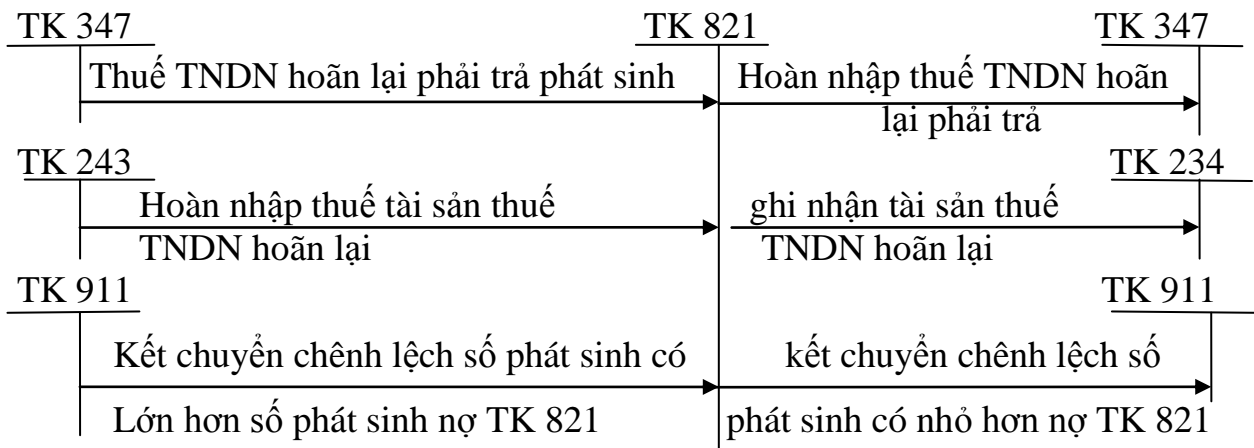 TK 347 TK 821 TK 347
Thuế TNDN hoãn lại phải trả phát sinh Hoàn nhập thuế TNDN hoãn
lại phải trả
TK 243 TK 234
Hoàn nhập thuế tài sản thuế ghi nhận tài sản thuế
TNDN hoãn lại TNDN hoãn lại
TK 911 TK 911
Kết chuyển chênh lệch số phát sinh có kết chuyển chênh lệch số
Lớn hơn số phát sinh nợ TK 821 phát sinh có nhỏ hơn nợ TK 821